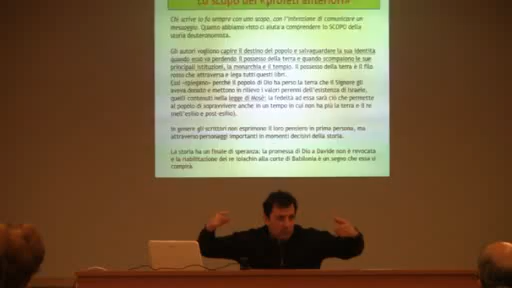 Lo scopo dei «profeti anteriori»
Chi scrive lo fa sempre con uno scopo, con l'intenzione di comunicare un
messaggio. Quanto abbiamo visto ci aiuta a comprendere lo SCOPO della
storia deuteronomista.
Gli autori vogliono capire il destino del popolo e salvaguardare la sua identità
quando esso va perdendo il possesso della terra e quando scompaiono le sue
principali istituzioni, la monarchia e il tempio. Il possesso della terra è il filo
rosso che attraversa e lega tutti questi libri.
Essi «spiegano» perché il popolo di Dio ha perso la terra che il Signore gli
aveva donato e mettono in rilievo i valori perenni dell'esistenza di Israele,
quelli contenuti nella legge di Mosè: la fedeltà ad essa sarà ciò che permette
al popolo di sopravvivere anche in un tempo in cui non ha più la terra e il re
(nell'esilio e post-esilio).
In genere gli scrittori non esprimono il loro pensiero in prima persona, ma
attraverso personaggi importanti in momenti decisivi della storia.
La storia ha un finale di speranza: la promessa di Dio a Davide non è revocata
e la riabilitazione del re Ioiachin alla corte di Babilonia è un segno che essa si
compirà.